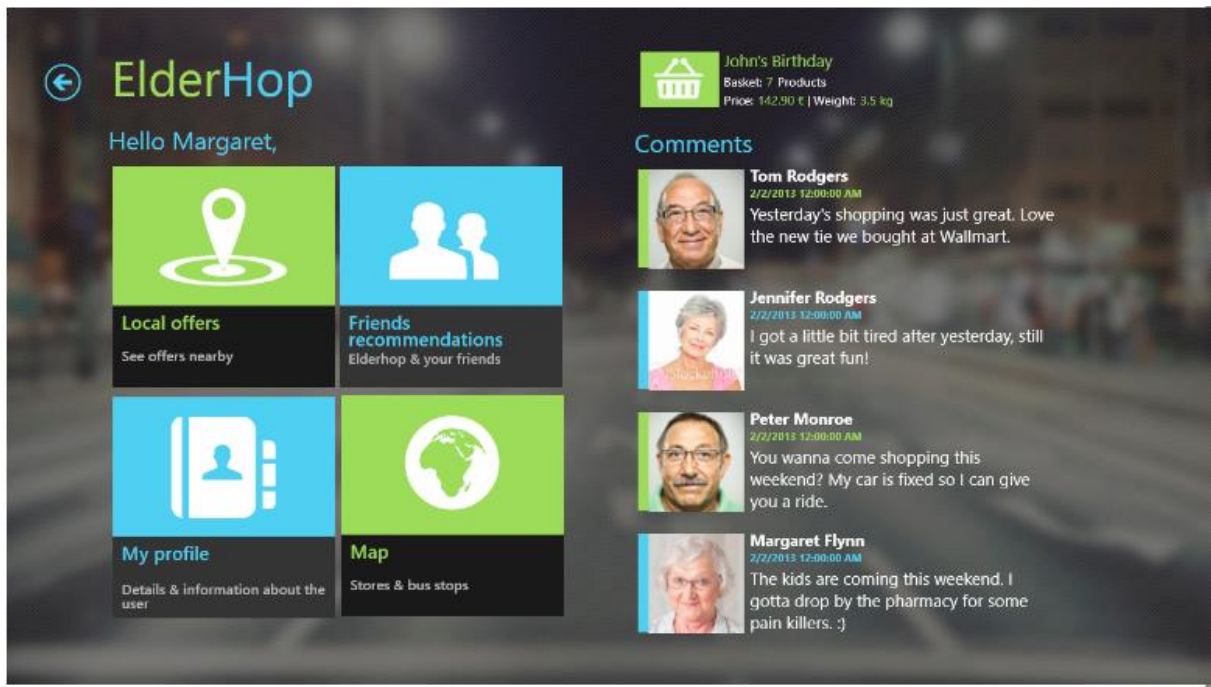 ElderHop
Hello Margaret,
Local offers
See offers nearby
Friends
recommendations
Elderhop & your friends
My profile
Details & information about the
user
Map
Stores & bus stops
John's Birthday
Basket: 7 Products
Price: 142.90 € | Weight: 3.5 kg
Comments
Tom Rodgers
2/2/2013 12:00:00 AM
Yesterday's shopping was just great. Love
the new tie we bought at Wallmart.
Jennifer Rodgers
2/2/2013 12:00:00 AM
I got a little bit tired after yesterday, still
it was great fun!
Peter Monroe
2/2/2013 12:00:00 AM
You wanna come shopping this
weekend? My car is fixed so I can give
you a ride.
Margaret Flynn
2/2/2013 12:00:00 AM
The kids are coming this weekend. I
gotta drop by the pharmacy for some
pain killers. :)